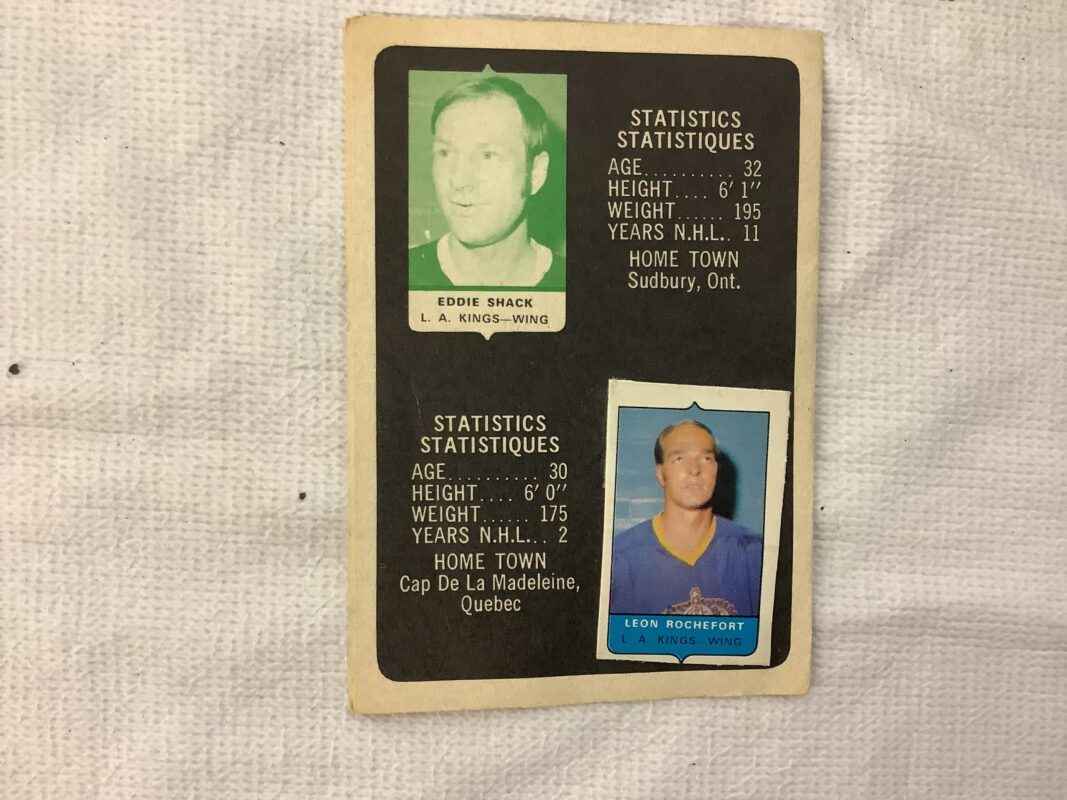 EDDIE SHACK
L. A. KINGS—WING
STATISTICS
STATISTIQUES
AGE.......... 32
HEIGHT.... 6′ 1″
WEIGHT...... 195
YEARS N.H.L.. 11
HOME TOWN
Sudbury, Ont.
STATISTICS
STATISTIQUES
AGE.......... 30
HEIGHT.... 6′ 0″
WEIGHT...... 175
YEARS N.H.L... 2
HOME TOWN
Cap De La Madeleine,
Quebec
LEON ROCHEFORT
L. A. KINGS—WING